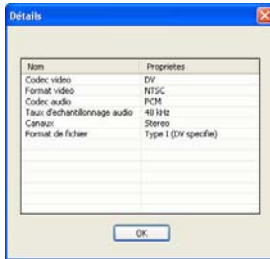 Détails
Nom Proprietes
Codec video DV
Format video NTSC
Codec audio PCM
Taux d'echantillonnage audio 48 kHz
Canaux Stereo
Format de fichier Type I (DV specifie)
OK